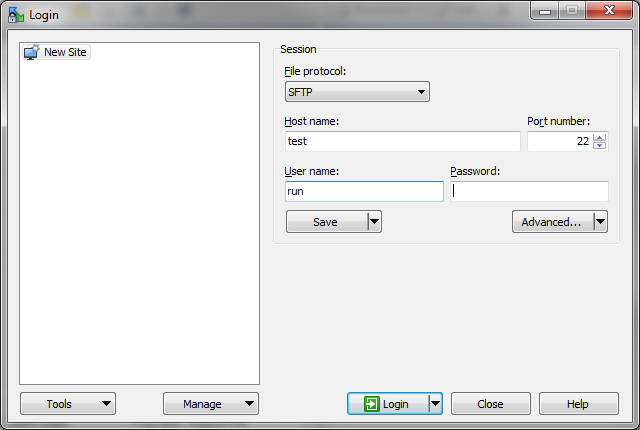 Login
New Site
Session
File protocol:
SFTP
Host name:
Port number:
test
22
User name:
Password:
run
Save
Advanced...
Tools
Manage
Login
Close
Help